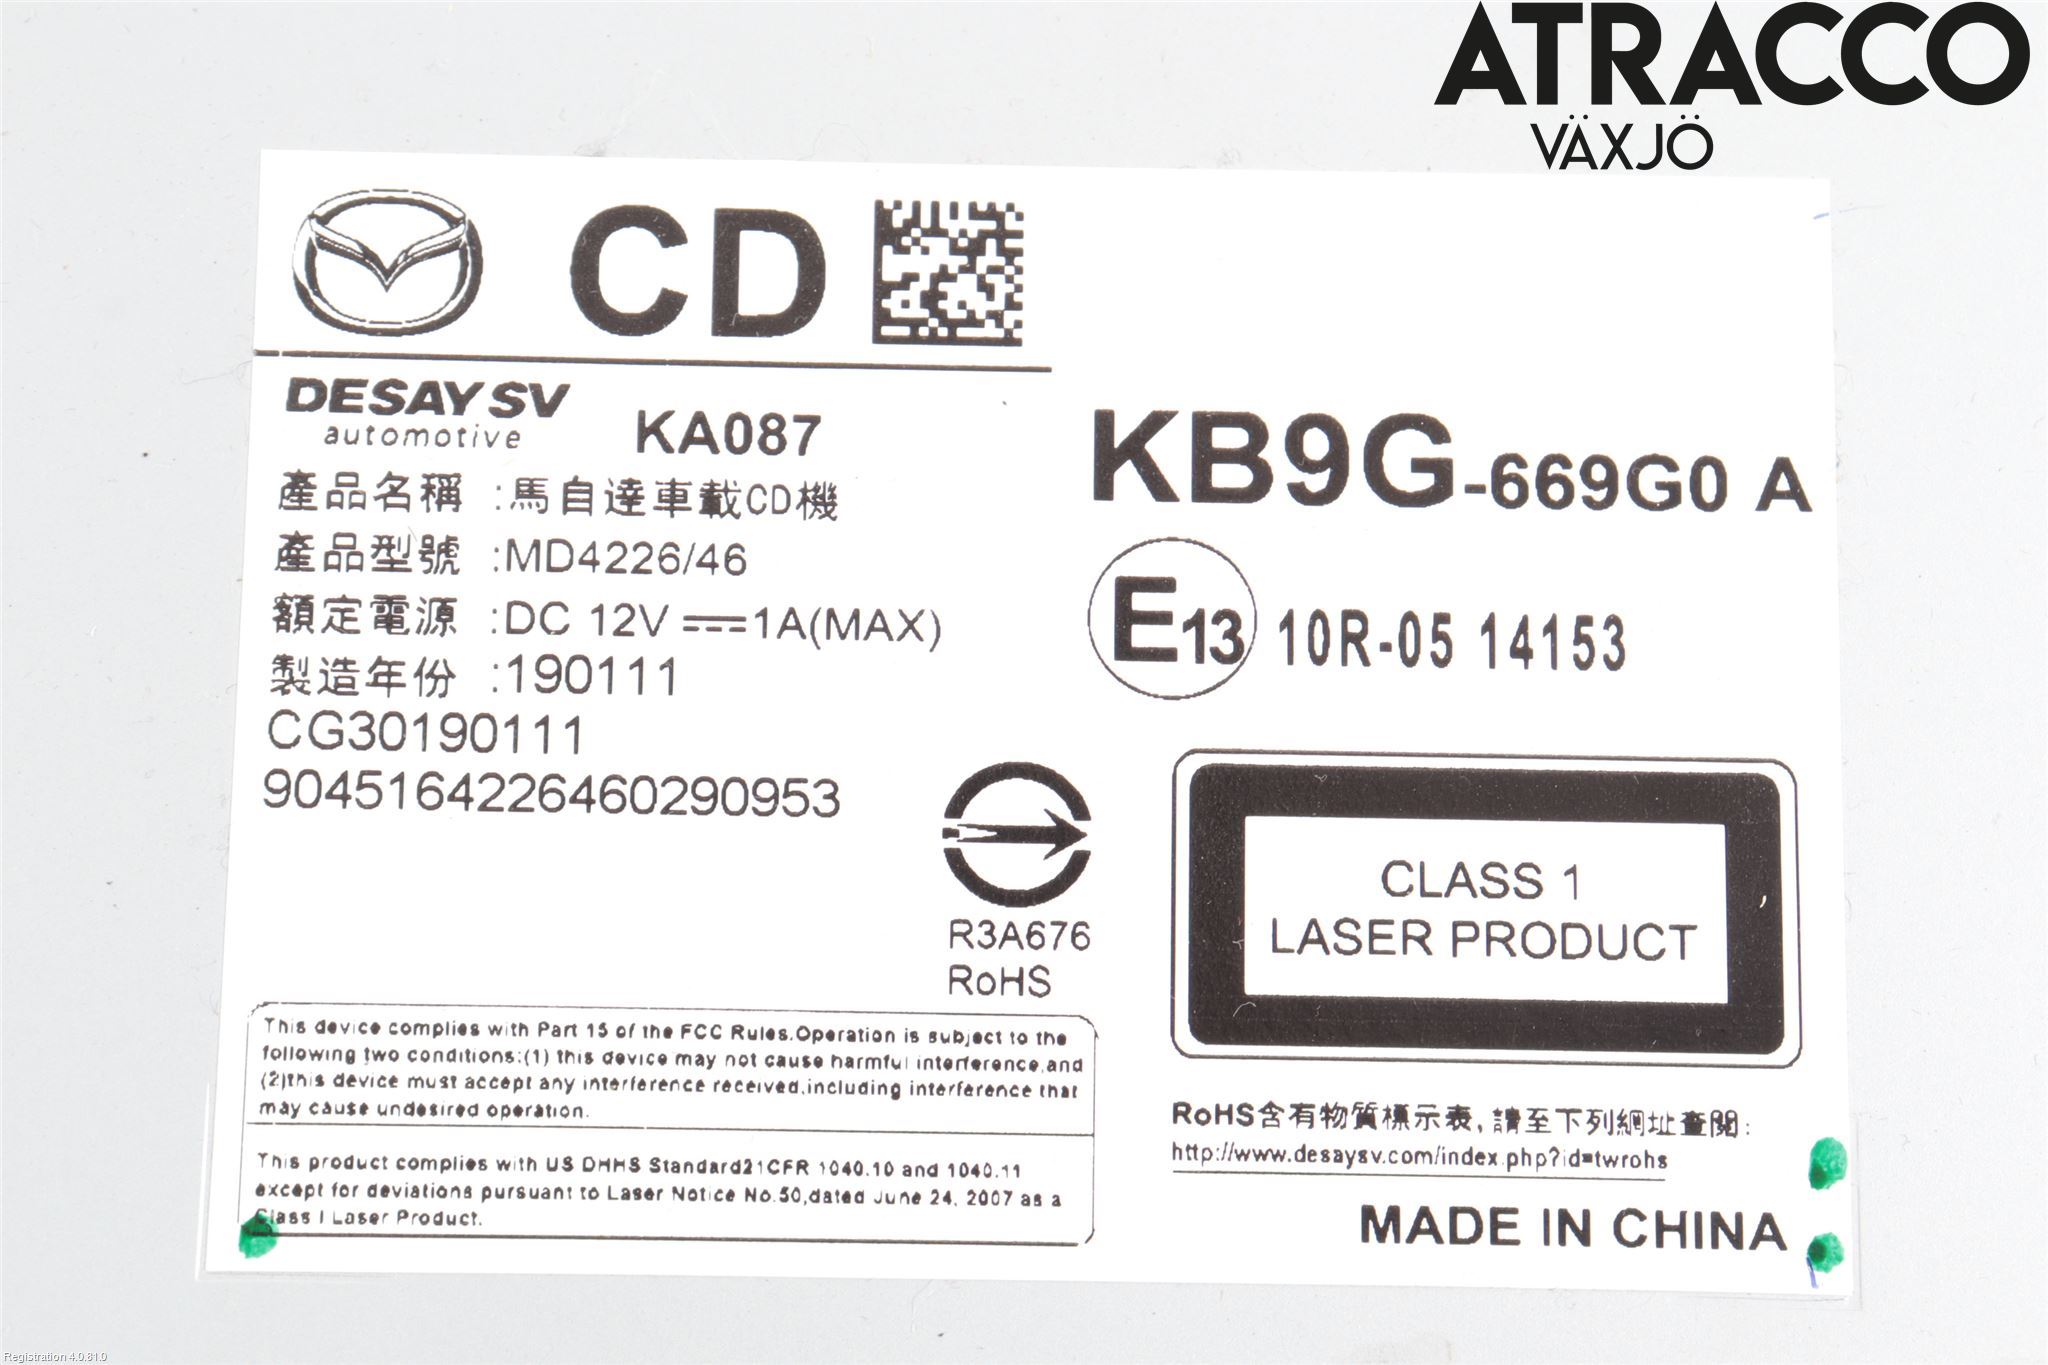 ATRACCO
VÄXJÖ
CD
DESAY SV
automotive
KA087
產品名稱 :馬自達車載CD機
產品型號 :MD4226/46
額定電源 :DC 12V 1A(MAX)
製造年份 :190111
CG30190111
9045164226460290953
KB9G-669G0 A
E13 10R-05 14153
R3A676
RoHS
CLASS 1
LASER PRODUCT
This device complies with Part 15 of the FCC Rules.Operation is subject to the
following two conditions:(1) this device may not cause harmful interference,and
(2)this device must accept any interference received,including interference that
may cause undesired operation.
This product complies with US DHHS Standard21CFR 1040.10 and 1040.11
except for deviations pursuant to Laser Notice No.50,dated June 24, 2007 as a
Class I Laser Product.
RoHS含有物質標示表,請至下列網址查閱:
http://www.desaysv.com/index.php?id=twrohs
MADE IN CHINA
Registration 4.0.81.0